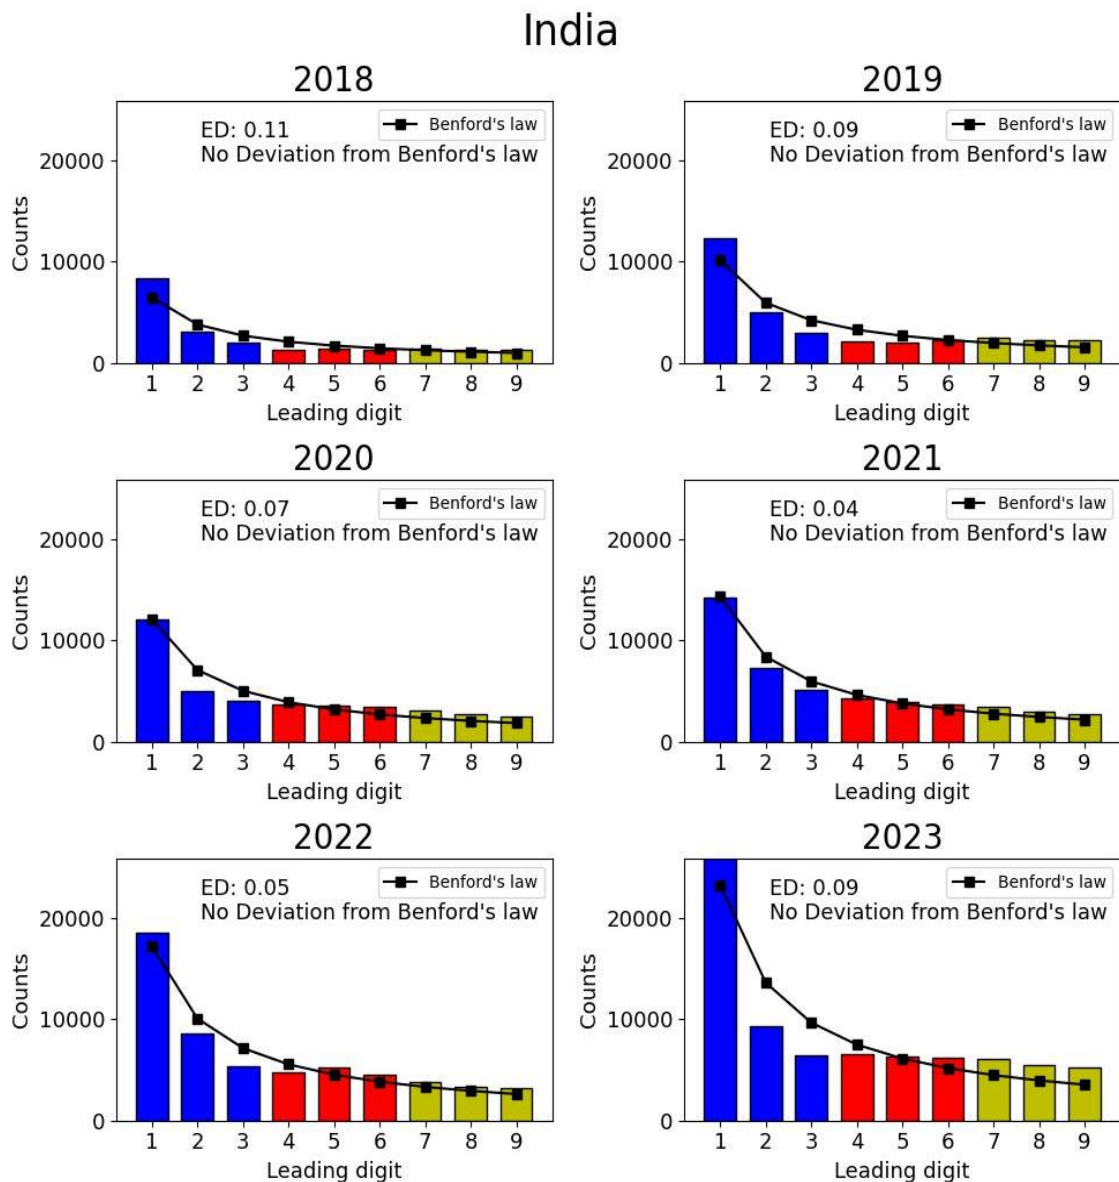 India
2018
ED: 0.11
No Deviation from Benford's law
Benford's law
Counts
20000
10000
0
1 2 3 4 5 6 7 8 9
Leading digit
2019
ED: 0.09
No Deviation from Benford's law
Benford's law
Counts
20000
10000
0
1 2 3 4 5 6 7 8 9
Leading digit
2020
ED: 0.07
No Deviation from Benford's law
Benford's law
Counts
20000
10000
0
1 2 3 4 5 6 7 8 9
Leading digit
2021
ED: 0.04
No Deviation from Benford's law
Benford's law
Counts
20000
10000
0
1 2 3 4 5 6 7 8 9
Leading digit
2022
ED: 0.05
No Deviation from Benford's law
Benford's law
Counts
20000
10000
0
1 2 3 4 5 6 7 8 9
Leading digit
2023
ED: 0.09
No Deviation from Benford's law
Benford's law
Counts
20000
10000
0
1 2 3 4 5 6 7 8 9
Leading digit